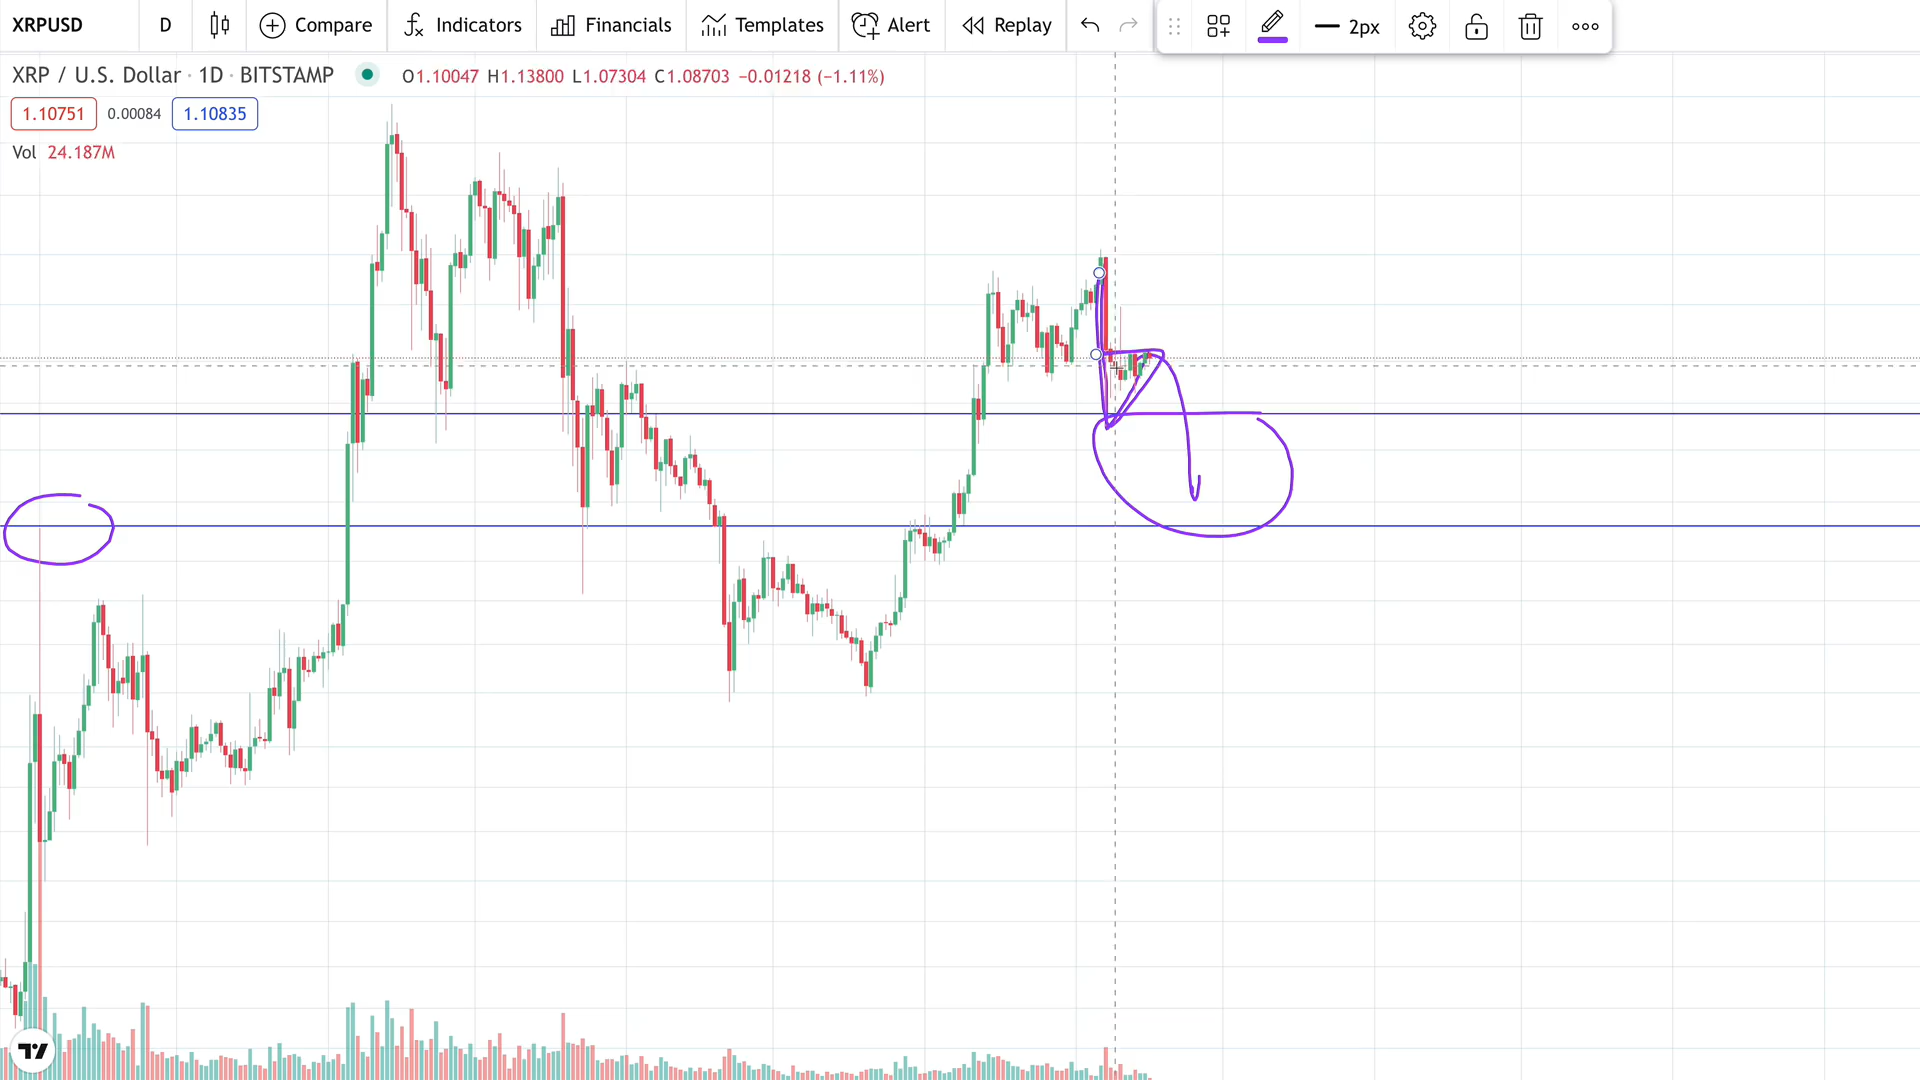 XRPUSD D Compare Indicators Financials Templates Alert Replay 2px
XRP / U.S. Dollar · 1D · BITSTAMP O1.10047 H1.13800 L1.07304 C1.08703 −0.01218 (−1.11%)
1.10751 0.00084 1.10835
Vol 24.187M